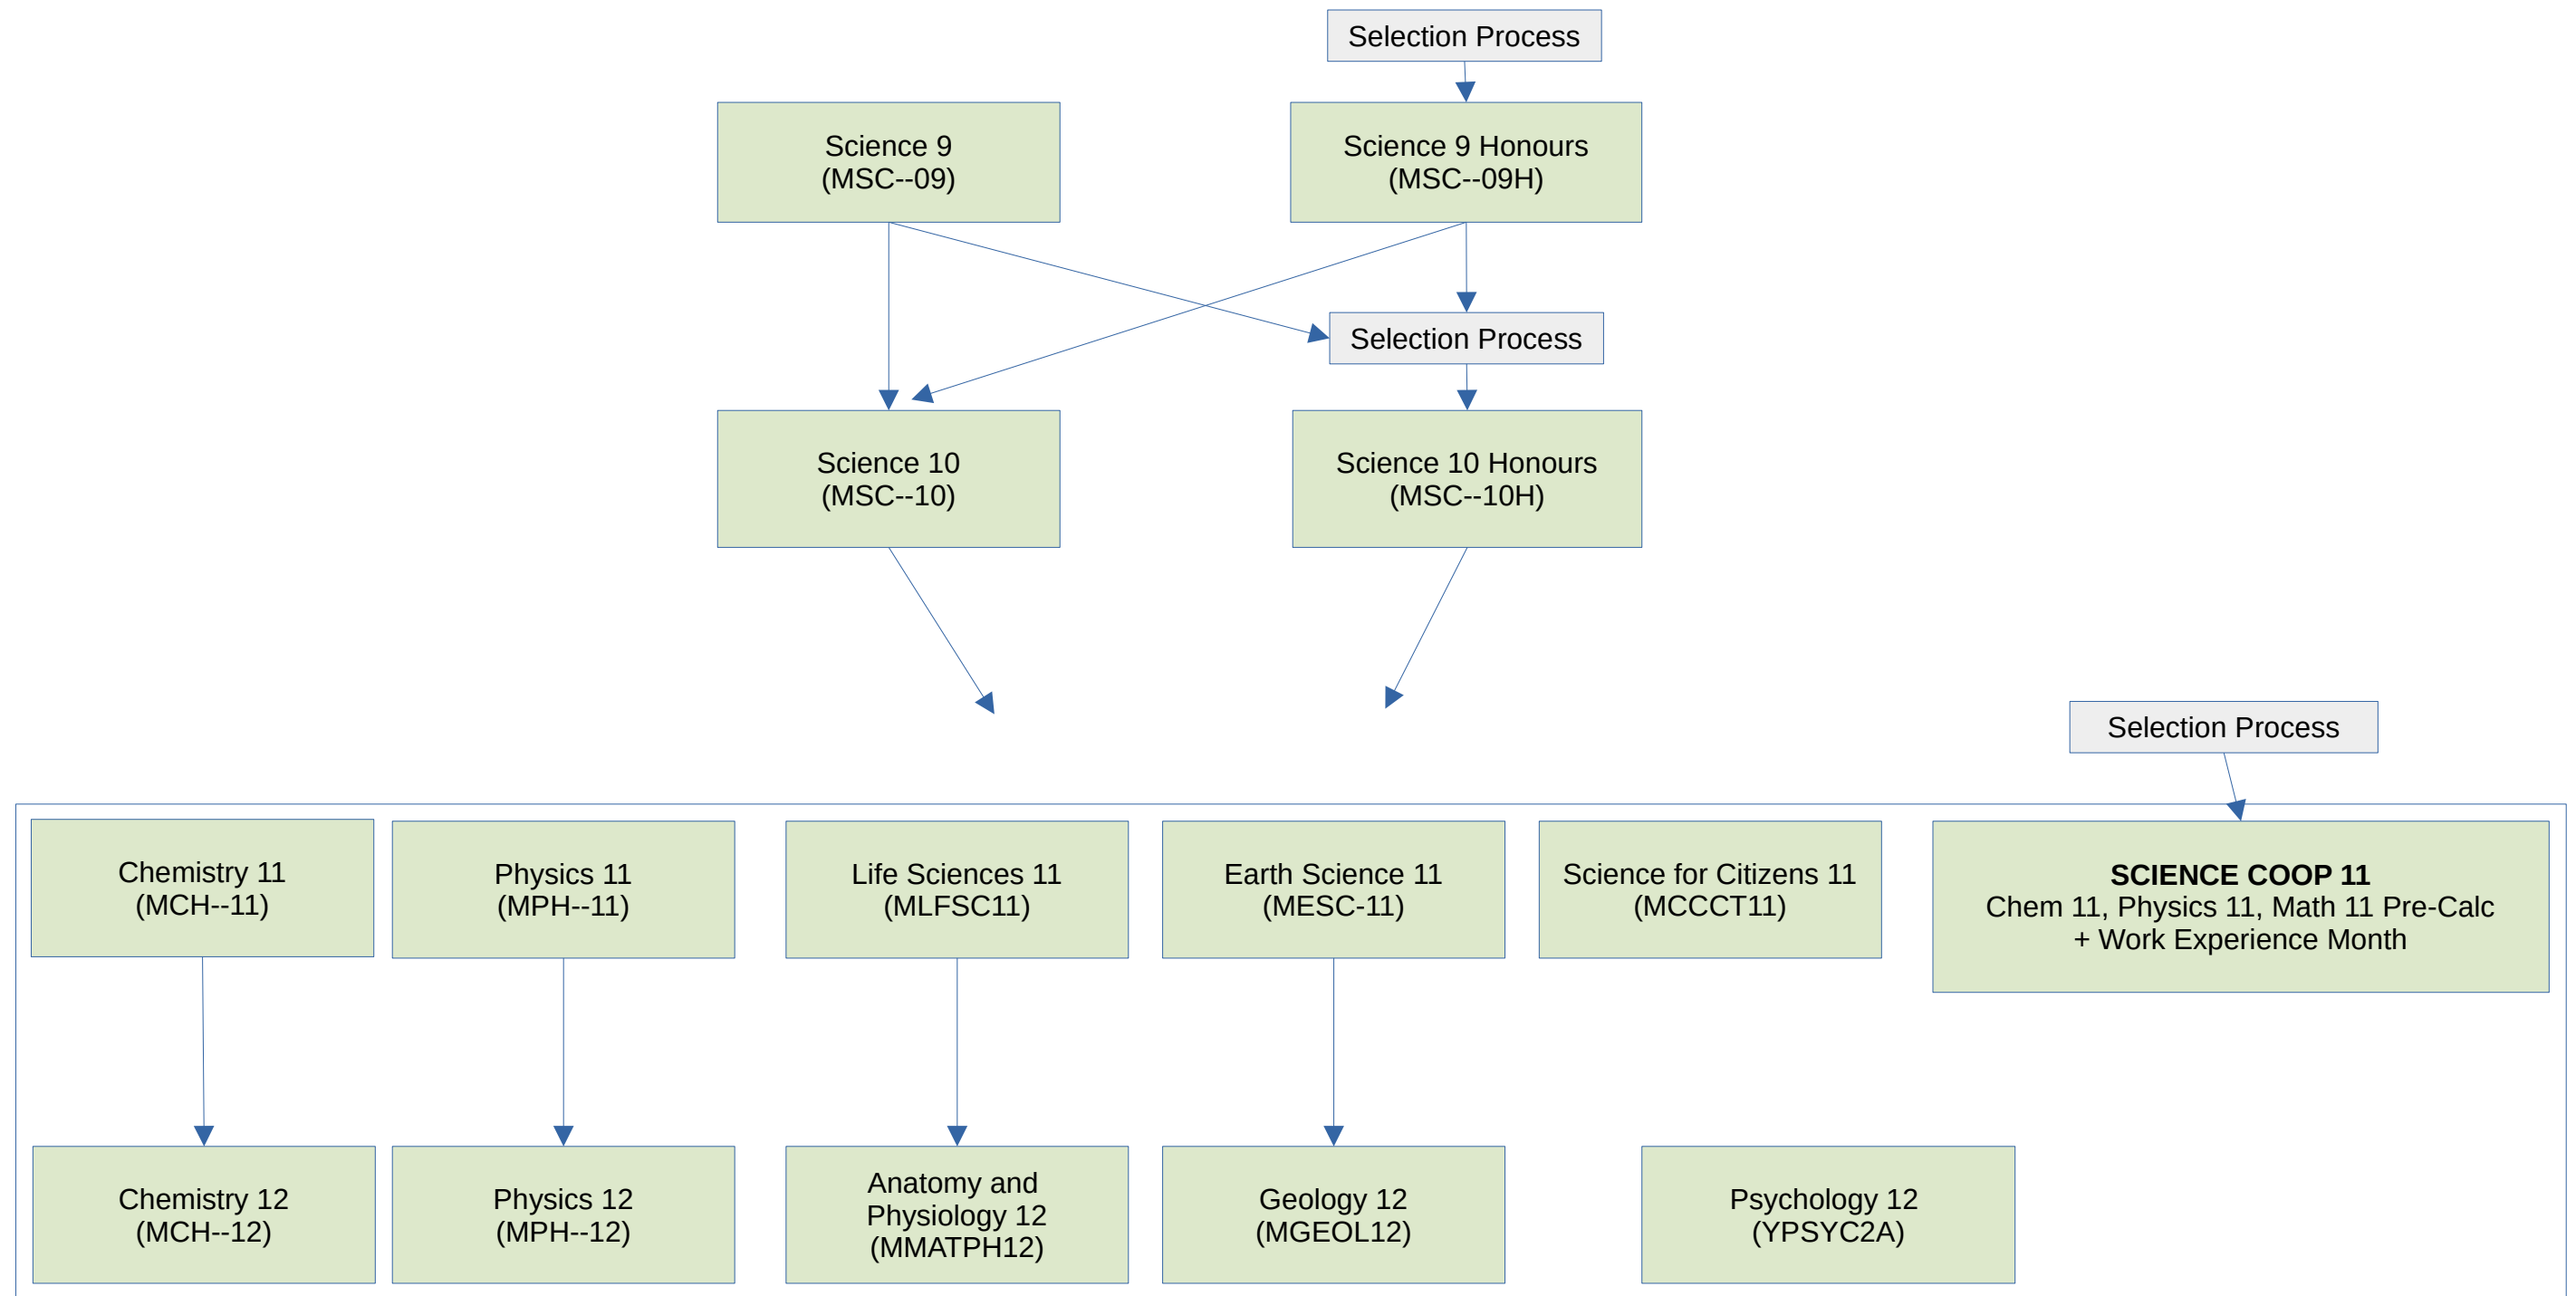 Selection Process
Science 9
(MSC--09)
Science 9 Honours
(MSC--09H)
Selection Process
Science 10
(MSC--10)
Science 10 Honours
(MSC--10H)
Selection Process
Chemistry 11
(MCH--11)
Physics 11
(MPH--11)
Life Sciences 11
(MLFSC11)
Earth Science 11
(MESC-11)
Science for Citizens 11
(MCCCT11)
SCIENCE COOP 11
Chem 11, Physics 11, Math 11 Pre-Calc
+ Work Experience Month
Chemistry 12
(MCH--12)
Physics 12
(MPH--12)
Anatomy and
Physiology 12
(MMATPH12)
Geology 12
(MGEOL12)
Psychology 12
(YPSYC2A)